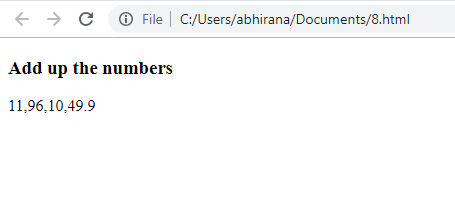 File C:/Users/abhirana/Documents/8.html
Add up the numbers
11,96,10,49.9